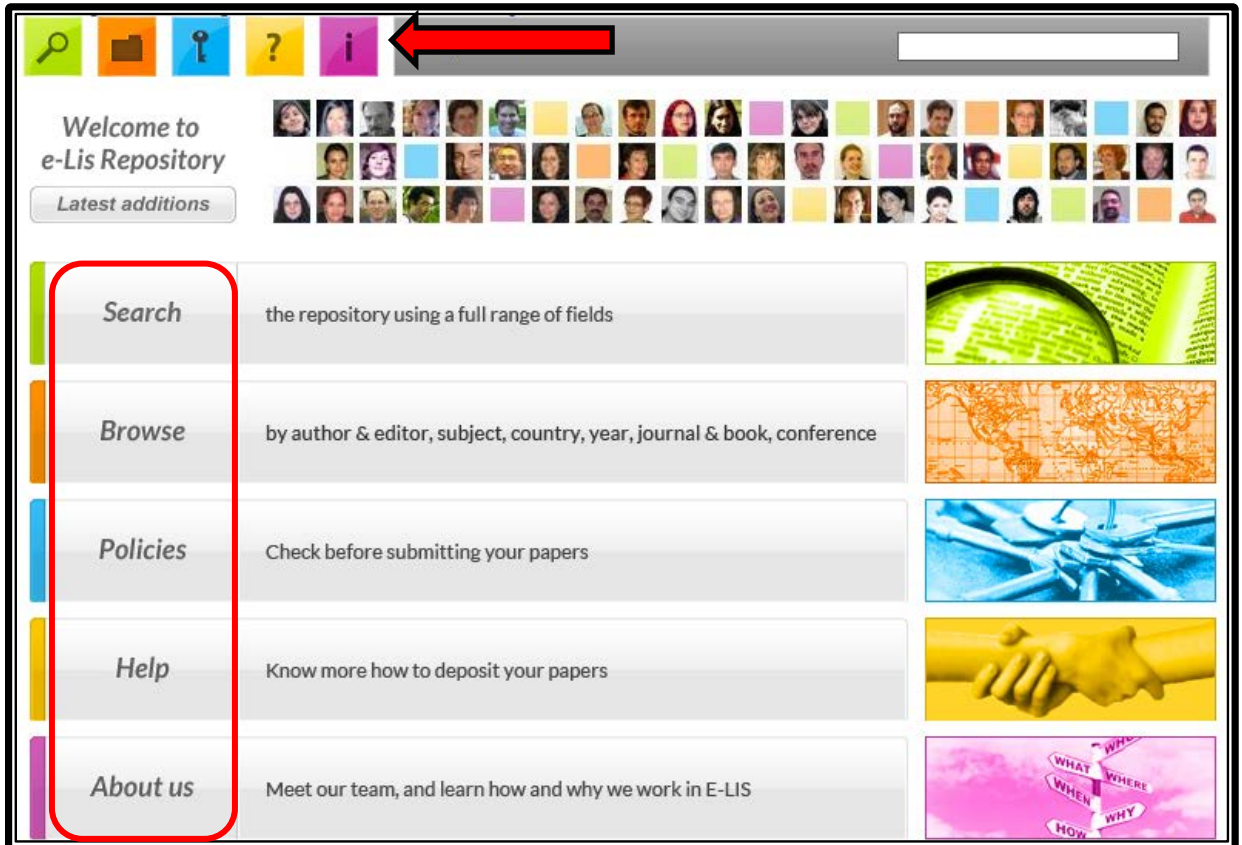 ?
i
Welcome to
e-Lis Repository
Latest additions
Search
the repository using a full range of fields
Browse
by author & editor, subject, country, year, journal & book, conference
Policies
Check before submitting your papers
Help
Know more how to deposit your papers
About us
Meet our team, and learn how and why we work in E-LIS
WHAT
WHERE
WHEN
WHY
HOW